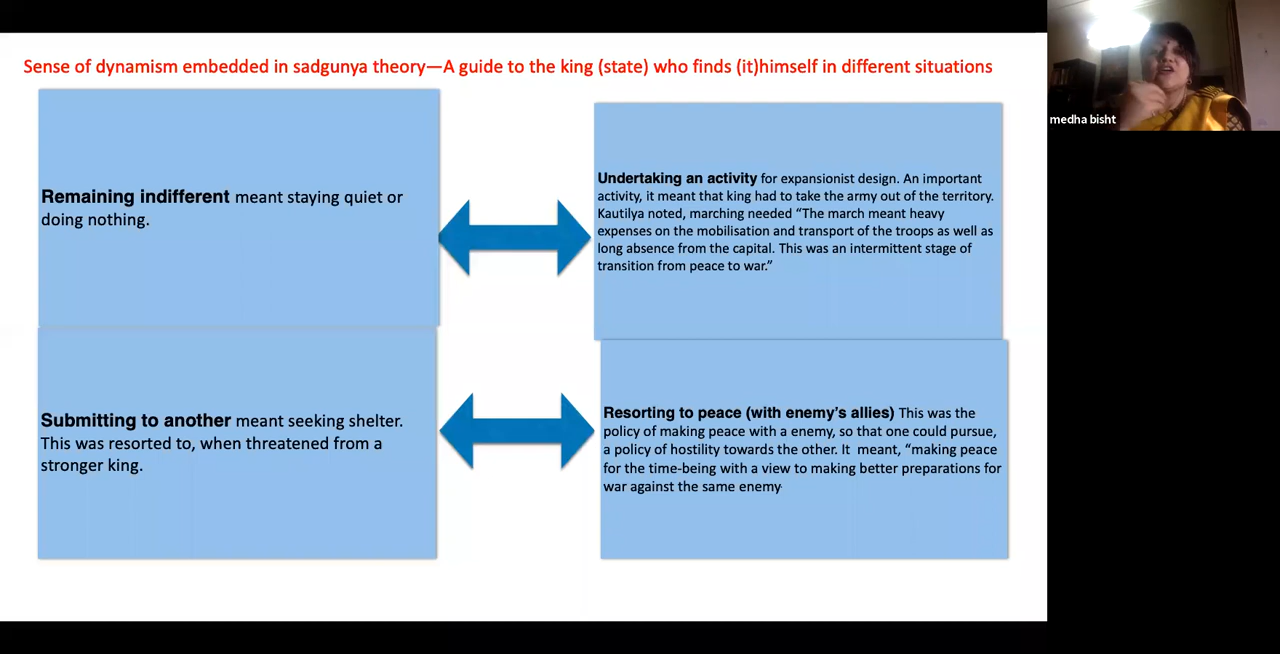 Sense of dynamism embedded in sadgunya theory—A guide to the king (state) who finds (it)himself in different situations
medha bisht
Remaining indifferent meant staying quiet or
doing nothing.
Undertaking an activity for expansionist design. An important
activity, it meant that king had to take the army out of the territory.
Kautilya noted, marching needed “The march meant heavy
expenses on the mobilisation and transport of the troops as well as
long absence from the capital. This was an intermittent stage of
transition from peace to war.”
Submitting to another meant seeking shelter.
This was resorted to, when threatened from a
stronger king.
Resorting to peace (with enemy’s allies) This was the
policy of making peace with a enemy, so that one could pursue,
a policy of hostility towards the other. It meant, “making peace
for the time-being with a view to making better preparations for
war against the same enemy